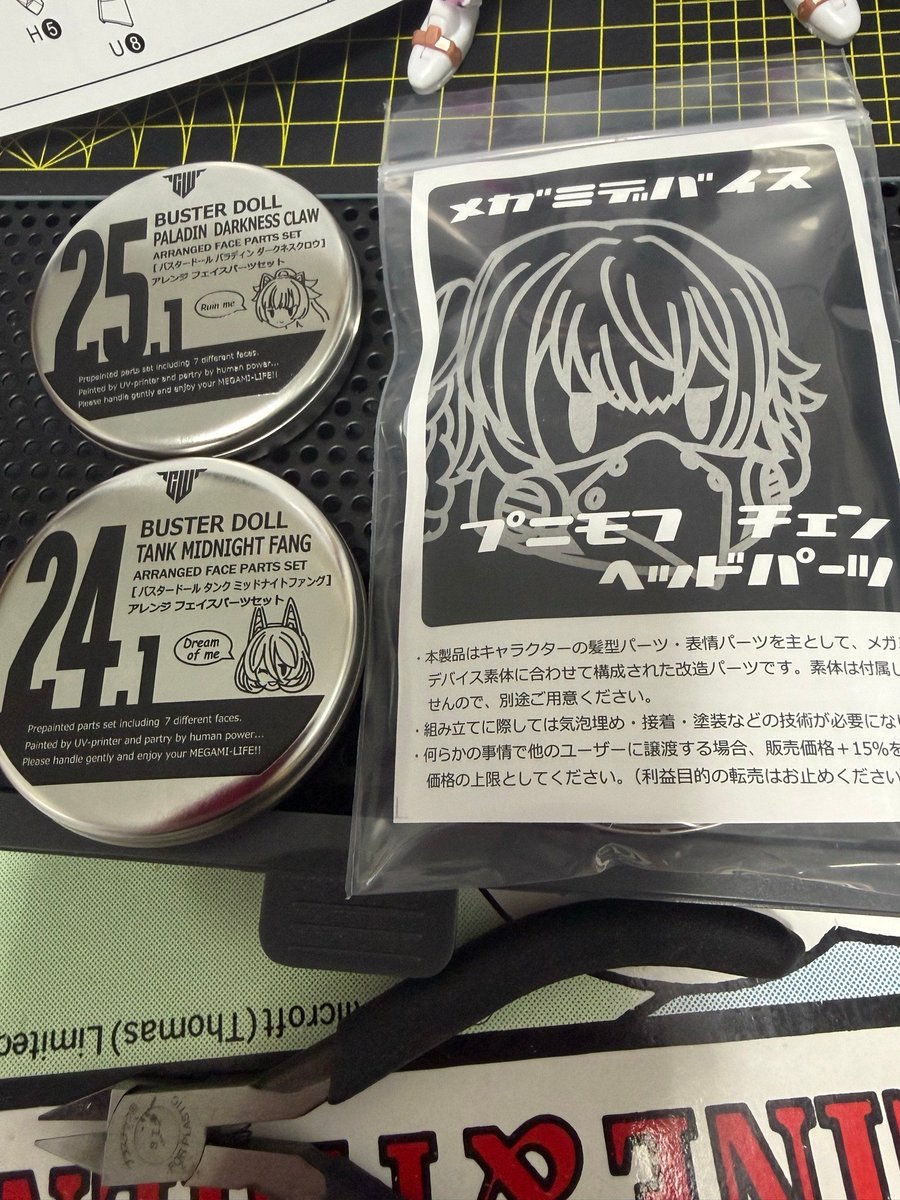 H5
U8
GW
25.1
BUSTER DOLL
PALADIN DARKNESS CLAW
ARRANGED FACE PARTS SET
[バスタードール パラディン ダークネスクロウ]
アレンジ フェイスパーツセット
Ruin me
Prepainted parts set including 7 different faces.
Painted by UV-printer and partry by human power...
Please handle gently and enjoy your MEGAMI-LIFE!!
GW
24.1
BUSTER DOLL
TANK MIDNIGHT FANG
ARRANGED FACE PARTS SET
[バスタードール タンク ミッドナイトファング]
アレンジ フェイスパーツセット
Dream
of me
Prepainted parts set including 7 different faces.
Painted by UV-printer and partry by human power...
Please handle gently and enjoy your MEGAMI-LIFE!!
メガミデバイス
プニモフ チェン
ヘッドパーツ
・本製品はキャラクターの髪型パーツ・表情パーツを主として、メガ
デバイス素体に合わせて構成された改造パーツです。素体は付属し
せんので、別途ご用意ください。
・組み立てに際しては気泡埋め・接着・塗装などの技術が必要にな
・何らかの事情で他のユーザーに譲渡する場合、販売価格+15%を
価格の上限としてください。(利益目的の転売はお止めください
(Thomas) Limited